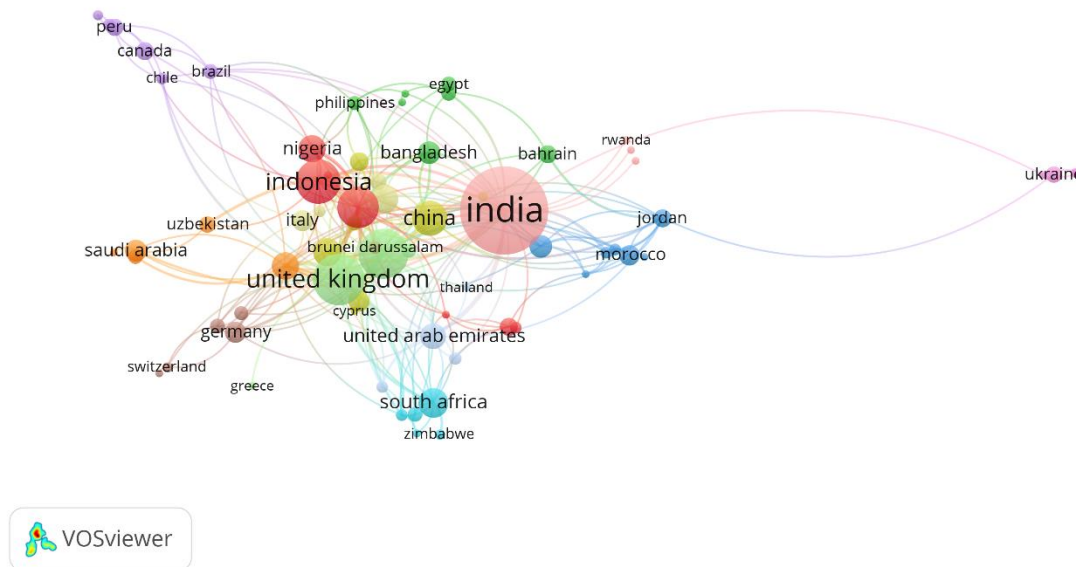 peru
canada
chile
brazil
egypt
philippines
nigeria
bangladesh
bahrain
rwanda
ukraine
indonesia
india
uzbekistan
italy
china
jordan
saudi arabia
brunei darussalam
morocco
united kingdom
thailand
cyprus
germany
united arab emirates
switzerland
greece
south africa
zimbabwe
VOSviewer